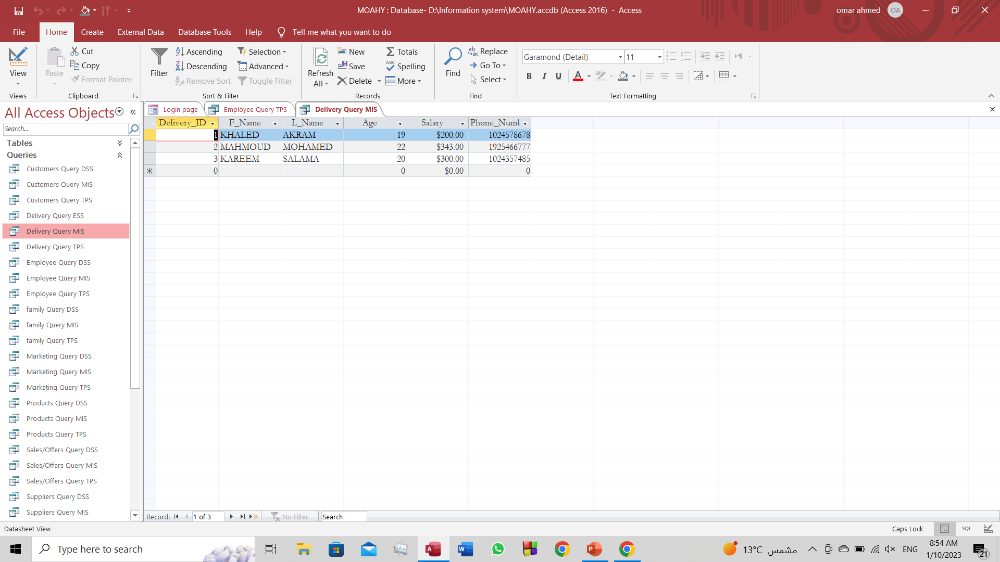 MOAHY : Database- D:\Information system\MOAHY.accdb (Access 2016)  -  Access
omar ahmed
OA
File
Home
Create
External Data
Database Tools
Help
Tell me what you want to do
View
Views
Paste
Cut
Copy
Format Painter
Clipboard
Filter
Ascending
Descending
Remove Sort
Selection
Advanced
Toggle Filter
Sort & Filter
Refresh
All
New
Save
Delete
Totals
Spelling
More
Records
Find
Replace
Go To
Select
Find
Garamond (Detail)
11
B I U
Text Formatting
All Access Objects
Search...
Tables
Queries
Customers Query DSS
Customers Query MIS
Customers Query TPS
Delivery Query ESS
Delivery Query MIS
Delivery Query TPS
Employee Query DSS
Employee Query MIS
Employee Query TPS
family Query DSS
family Query MIS
family Query TPS
Marketing Query DSS
Marketing Query MIS
Marketing Query TPS
Products Query DSS
Products Query MIS
Products Query TPS
Sales/Offers Query DSS
Sales/Offers Query MIS
Sales/Offers Query TPS
Suppliers Query DSS
Suppliers Query MIS
Login page
Employee Query TPS
Delivery Query MIS
Delivery_ID F_Name L_Name Age Salary Phone_Numb
1 KHALED AKRAM 19 $200.00 1024578678
2 MAHMOUD MOHAMED 22 $343.00 1925466777
3 KAREEM SALAMA 20 $300.00 1024357485
0 0 $0.00 0
Record:
1 of 3
No Filter
Search
Datasheet View
Caps Lock
SQL
Type here to search
13°C مشمس
ENG
8:54 AM
1/10/2023
21